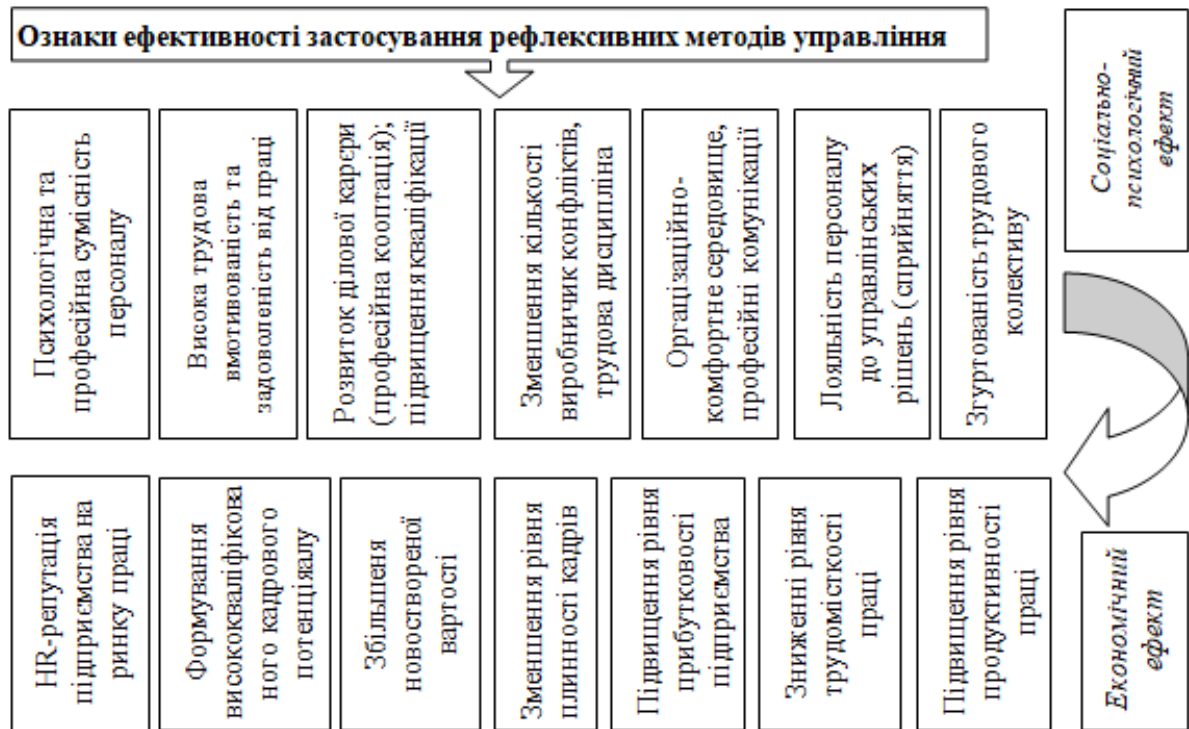 Ознаки ефективності застосування рефлексивних методів управління
Психологічна та
професійна сумісність
персоналу
Висока трудова
вмотивованість та
задоволеність від праці
Розвиток ділової карєри
(професійна кооптація);
підвищення кваліфікації
Зменшення кількості
виробничик конфліктів,
трудова дисципліна
Організаційно-
комфортне середовище,
професійні комунікації
Лояльність персоналу
до управлінських
рішень (сприйняття)
Згуртованість трудового
колективу
Соціально-
психологічний
ефект
HR-репутація
підприємства на
ринку праці
Формування
висококваліфікова
ного кадрового
потенціялу
Збільшеня
новоствореної
вартості
Зменшення рівня
плинності кадрів
Підвищення рівня
прибутковості
підприємства
Зниженні рівня
трудомісткості
праці
Підвищення рівня
продуктивності
праці
Економічний
ефект